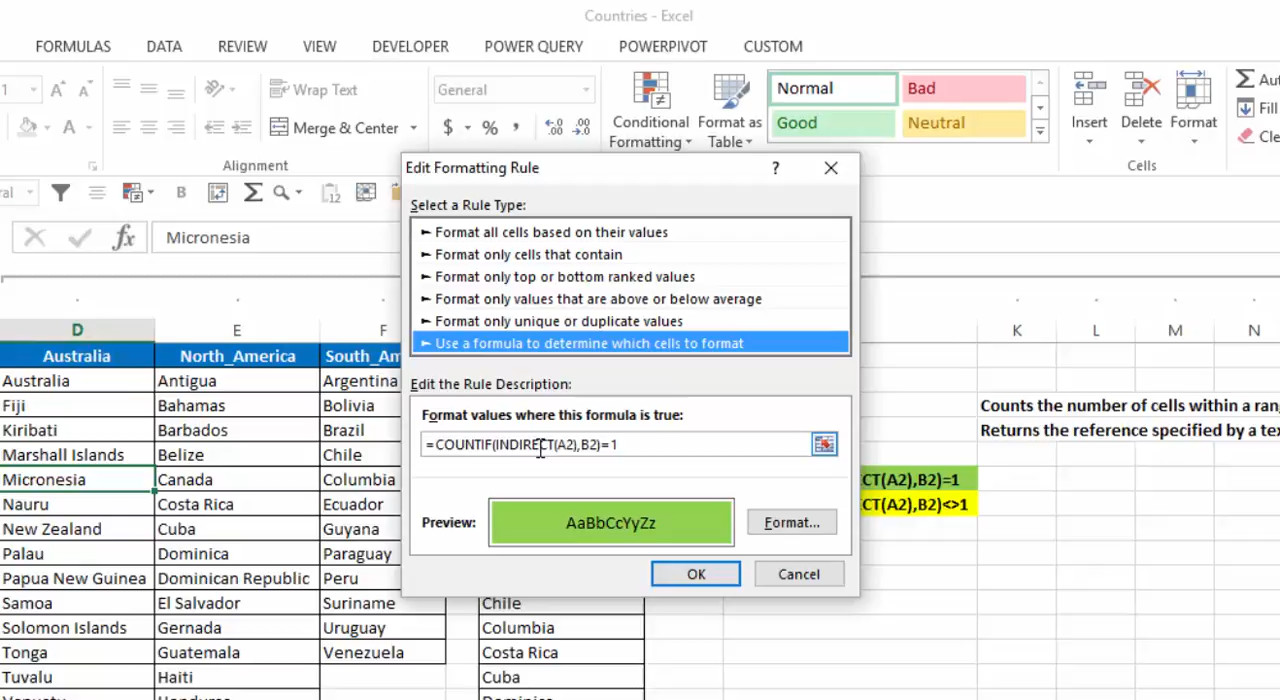 Countries - Excel
FORMULAS DATA REVIEW VIEW DEVELOPER POWER QUERY POWERPIVOT CUSTOM
1 A A Wrap Text General Normal Bad Σ
A Merge & Center $ % , .00 Conditional Formatting Format as Table Good Neutral Insert Delete Format Fill
Alignment Cells
B Σ 12
fx Micronesia
Edit Formatting Rule ?
Select a Rule Type:
► Format all cells based on their values
► Format only cells that contain
► Format only top or bottom ranked values
► Format only values that are above or below average
► Format only unique or duplicate values
► Use a formula to determine which cells to format
Edit the Rule Description:
Format values where this formula is true:
=COUNTIF(INDIRECT(A2),B2)=1
Preview: AaBbCcYyZz Format...
OK Cancel
D E F K L M N
Australia North_America South_Am
Australia Antigua Argentina
Fiji Bahamas Bolivia Counts the number of cells within a ran
Kiribati Barbados Brazil Returns the reference specified by a te
Marshall Islands Belize Chile
Micronesia Canada Columbia CT(A2),B2)=1
Nauru Costa Rica Ecuador CT(A2),B2)<>1
New Zealand Cuba Guyana
Palau Dominica Paraguay
Papua New Guinea Dominican Republic Peru
Samoa El Salvador Suriname Chile
Solomon Islands Gernada Uruguay Columbia
Tonga Guatemala Venezuela Costa Rica
Tuvalu Haiti Cuba